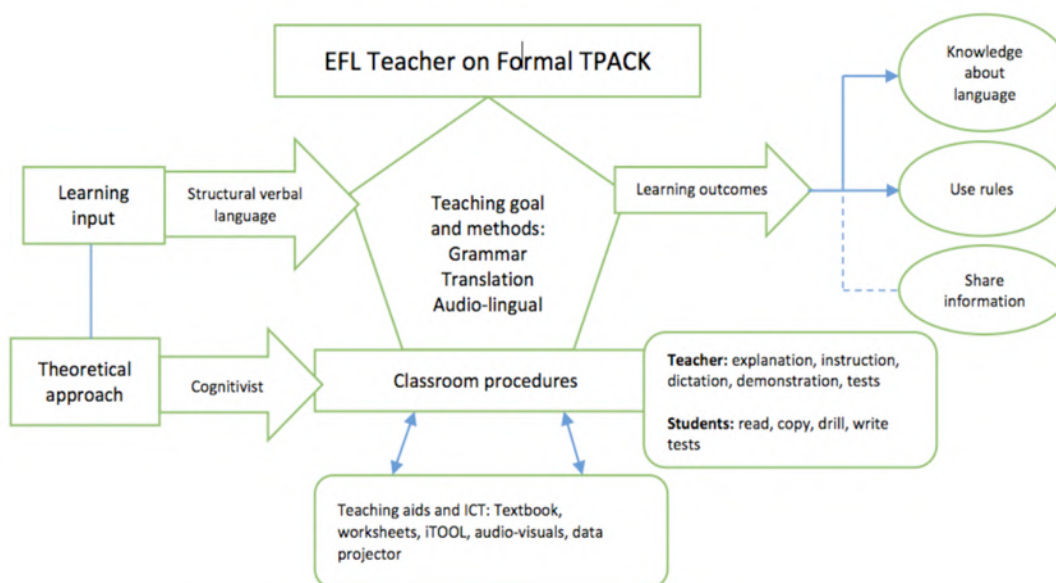 EFL Teacher on Formal TPACK
Knowledge
about
language
Learning
input
Structural verbal
language
Teaching goal
and methods:
Grammar
Translation
Audio-lingual
Learning outcomes
Use rules
Share
information
Theoretical
approach
Cognitivist
Classroom procedures
Teacher: explanation, instruction,
dictation, demonstration, tests
Students: read, copy, drill, write
tests
Teaching aids and ICT: Textbook,
worksheets, iTOOL, audio-visuals, data
projector